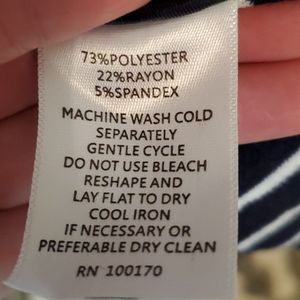 73%POLYESTER
22%RAYON
5%SPANDEX
MACHINE WASH COLD
SEPARATELY
GENTLE CYCLE
DO NOT USE BLEACH
RESHAPE AND
LAY FLAT TO DRY
COOL IRON
IF NECESSARY OR
PREFERABLE DRY CLEAN
RN 100170